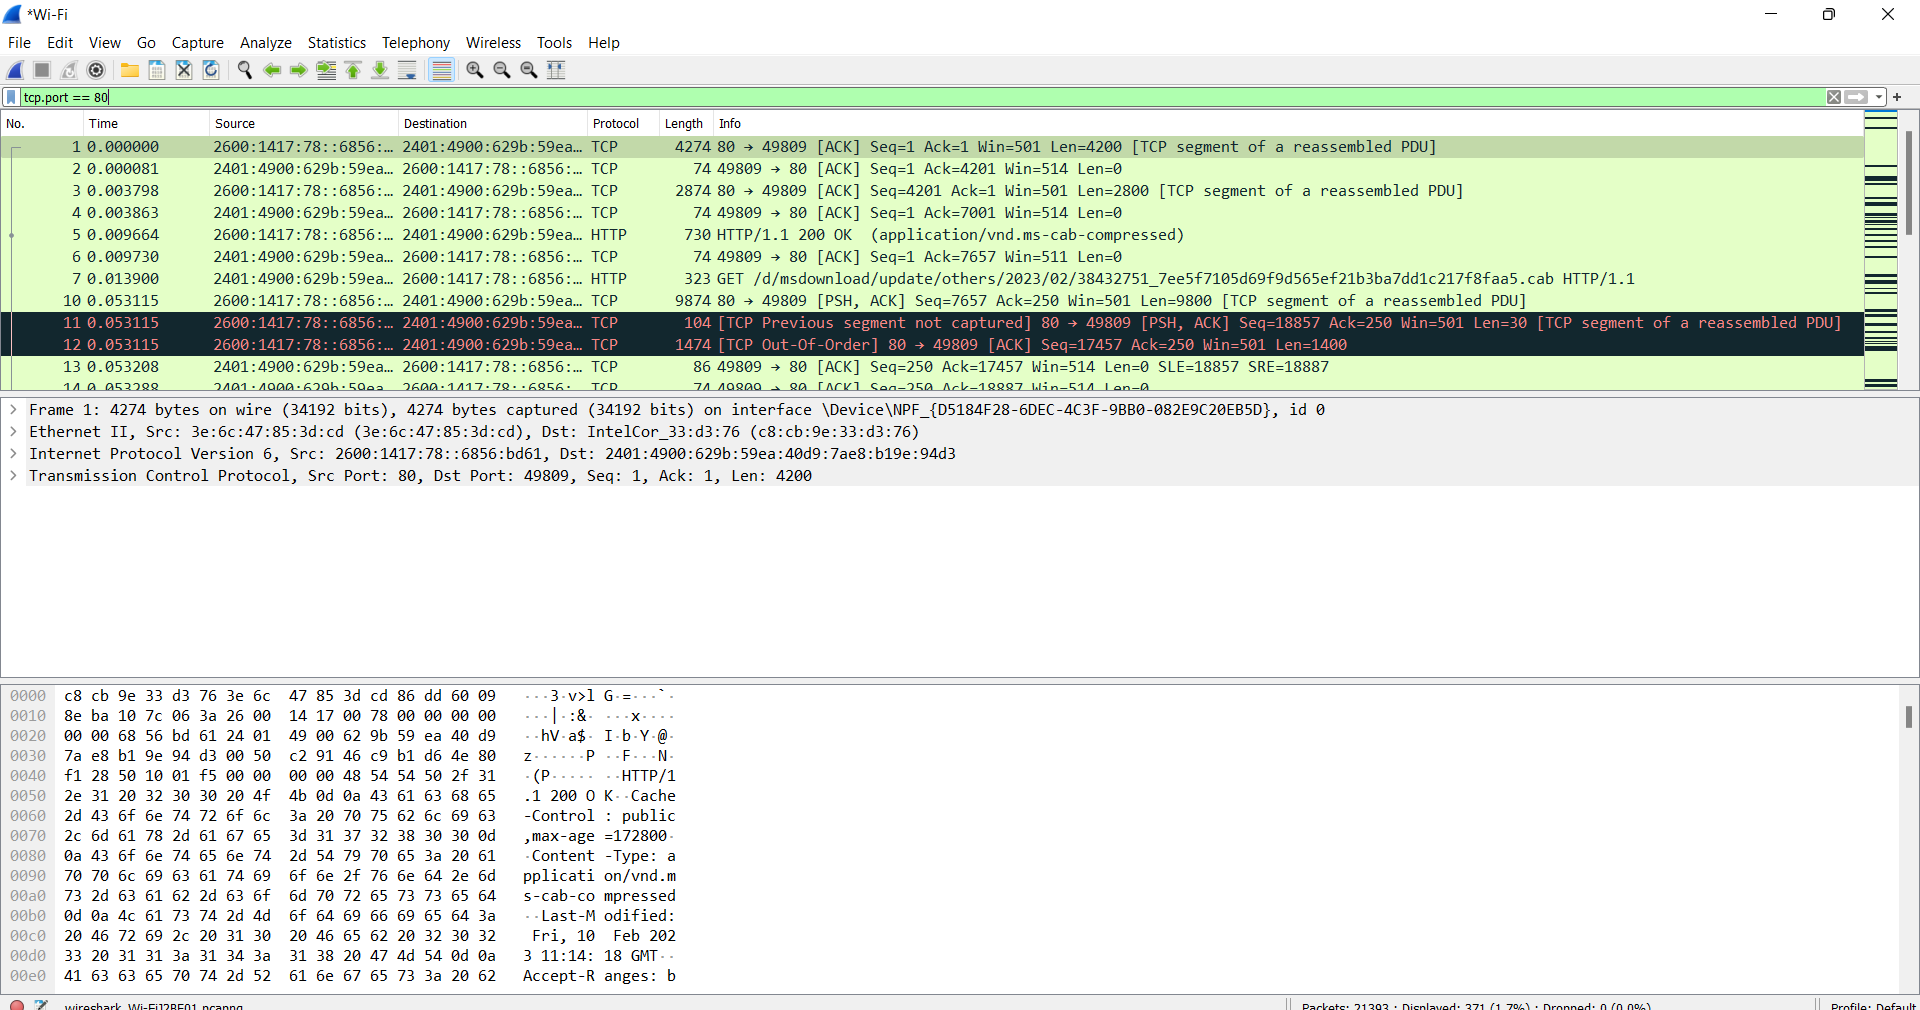 *Wi-Fi
File Edit View Go Capture Analyze Statistics Telephony Wireless Tools Help
tcp.port == 80
No. Time Source Destination Protocol Length Info
1 0.000000 2600:1417:78::6856:… 2401:4900:629b:59ea… TCP 4274 80 → 49809 [ACK] Seq=1 Ack=1 Win=501 Len=4200 [TCP segment of a reassembled PDU]
2 0.000081 2401:4900:629b:59ea… 2600:1417:78::6856:… TCP 74 49809 → 80 [ACK] Seq=1 Ack=4201 Win=514 Len=0
3 0.003798 2600:1417:78::6856:… 2401:4900:629b:59ea… TCP 2874 80 → 49809 [ACK] Seq=4201 Ack=1 Win=501 Len=2800 [TCP segment of a reassembled PDU]
4 0.003863 2401:4900:629b:59ea… 2600:1417:78::6856:… TCP 74 49809 → 80 [ACK] Seq=1 Ack=7001 Win=514 Len=0
5 0.009664 2600:1417:78::6856:… 2401:4900:629b:59ea… HTTP 730 HTTP/1.1 200 OK (application/vnd.ms-cab-compressed)
6 0.009730 2401:4900:629b:59ea… 2600:1417:78::6856:… TCP 74 49809 → 80 [ACK] Seq=1 Ack=7657 Win=511 Len=0
7 0.013900 2401:4900:629b:59ea… 2600:1417:78::6856:… HTTP 323 GET /d/msdownload/update/others/2023/02/38432751_7ee5f7105d69f9d565ef21b3ba7dd1c217f8faa5.cab HTTP/1.1
10 0.053115 2600:1417:78::6856:… 2401:4900:629b:59ea… TCP 9874 80 → 49809 [PSH, ACK] Seq=7657 Ack=250 Win=501 Len=9800 [TCP segment of a reassembled PDU]
11 0.053115 2600:1417:78::6856:… 2401:4900:629b:59ea… TCP 104 [TCP Previous segment not captured] 80 → 49809 [PSH, ACK] Seq=18857 Ack=250 Win=501 Len=30 [TCP segment of a reassembled PDU]
12 0.053115 2600:1417:78::6856:… 2401:4900:629b:59ea… TCP 1474 [TCP Out-Of-Order] 80 → 49809 [ACK] Seq=17457 Ack=250 Win=501 Len=1400
13 0.053208 2401:4900:629b:59ea… 2600:1417:78::6856:… TCP 86 49809 → 80 [ACK] Seq=250 Ack=17457 Win=514 Len=0 SLE=18857 SRE=18887
14 0.053288 2401:4900:629b:59ea… 2600:1417:78::6856:… TCP 74 49809 → 80 [ACK] Seq=250 Ack=18887 Win=514 Len=0
Frame 1: 4274 bytes on wire (34192 bits), 4274 bytes captured (34192 bits) on interface \Device\NPF_{D5184F28-6DEC-4C3F-9BB0-082E9C20EB5D}, id 0
Ethernet II, Src: 3e:6c:47:85:3d:cd (3e:6c:47:85:3d:cd), Dst: IntelCor_33:d3:76 (c8:cb:9e:33:d3:76)
Internet Protocol Version 6, Src: 2600:1417:78::6856:bd61, Dst: 2401:4900:629b:59ea:40d9:7ae8:b19e:94d3
Transmission Control Protocol, Src Port: 80, Dst Port: 49809, Seq: 1, Ack: 1, Len: 4200
0000 c8 cb 9e 33 d3 76 3e 6c 47 85 3d cd 86 dd 60 09 ···3·v>l G·=···`·
0010 8e ba 10 7c 06 3a 26 00 14 17 00 78 00 00 00 00 ···|·:&· ···x····
0020 00 00 68 56 bd 61 24 01 49 00 62 9b 59 ea 40 d9 ··hV·a$· I·b·Y·@·
0030 7a e8 b1 9e 94 d3 00 50 c2 91 46 c9 b1 d6 4e 80 z······P ··F···N·
0040 f1 28 50 10 01 f5 00 00 00 00 48 54 54 50 2f 31 ·(P····· ··HTTP/1
0050 2e 31 20 32 30 30 20 4f 4b 0d 0a 43 61 63 68 65 .1 200 O K··Cache
0060 2d 43 6f 6e 74 72 6f 6c 3a 20 70 75 62 6c 69 63 -Control : public
0070 2c 6d 61 78 2d 61 67 65 3d 31 37 32 38 30 30 0d ,max-age =172800·
0080 0a 43 6f 6e 74 65 6e 74 2d 54 79 70 65 3a 20 61 ·Content -Type: a
0090 70 70 6c 69 63 61 74 69 6f 6e 2f 76 6e 64 2e 6d pplicati on/vnd.m
00a0 73 2d 63 61 62 2d 63 6f 6d 70 72 65 73 73 65 64 s-cab-co mpressed
00b0 0d 0a 4c 61 73 74 2d 4d 6f 64 69 66 69 65 64 3a ··Last-M odified:
00c0 20 46 72 69 2c 20 31 30 20 46 65 62 20 32 30 32 Fri, 10 Feb 202
00d0 33 20 31 31 3a 31 34 3a 31 38 20 47 4d 54 0d 0a 3 11:14: 18 GMT··
00e0 41 63 63 65 70 74 2d 52 61 6e 67 65 73 3a 20 62 Accept-R anges: b
Packets: 21393 · Displayed: 371 (1.7%) · Dropped: 0 (0.0%) Profile: Default